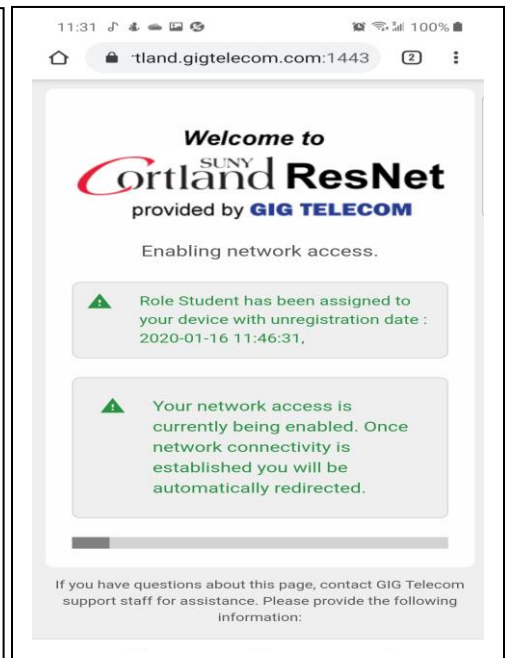 11:31 100%
tland.gigtelecom.com:1443 2
Welcome to
SUNY
Cortland ResNet
provided by GIG TELECOM
Enabling network access.
Role Student has been assigned to
your device with unregistration date :
2020-01-16 11:46:31,
Your network access is
currently being enabled. Once
network connectivity is
established you will be
automatically redirected.
If you have questions about this page, contact GIG Telecom
support staff for assistance. Please provide the following
information: